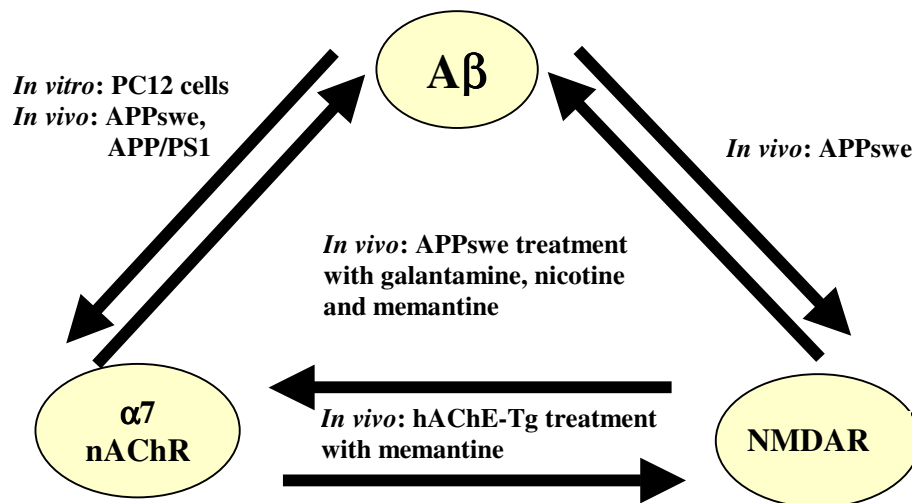 Aβ
In vitro: PC12 cells
In vivo: APPswe,
APP/PS1
In vivo: APPswe
In vivo: APPswe treatment
with galantamine, nicotine
and memantine
α7
nAChR
In vivo: hAChE-Tg treatment
with memantine
NMDAR